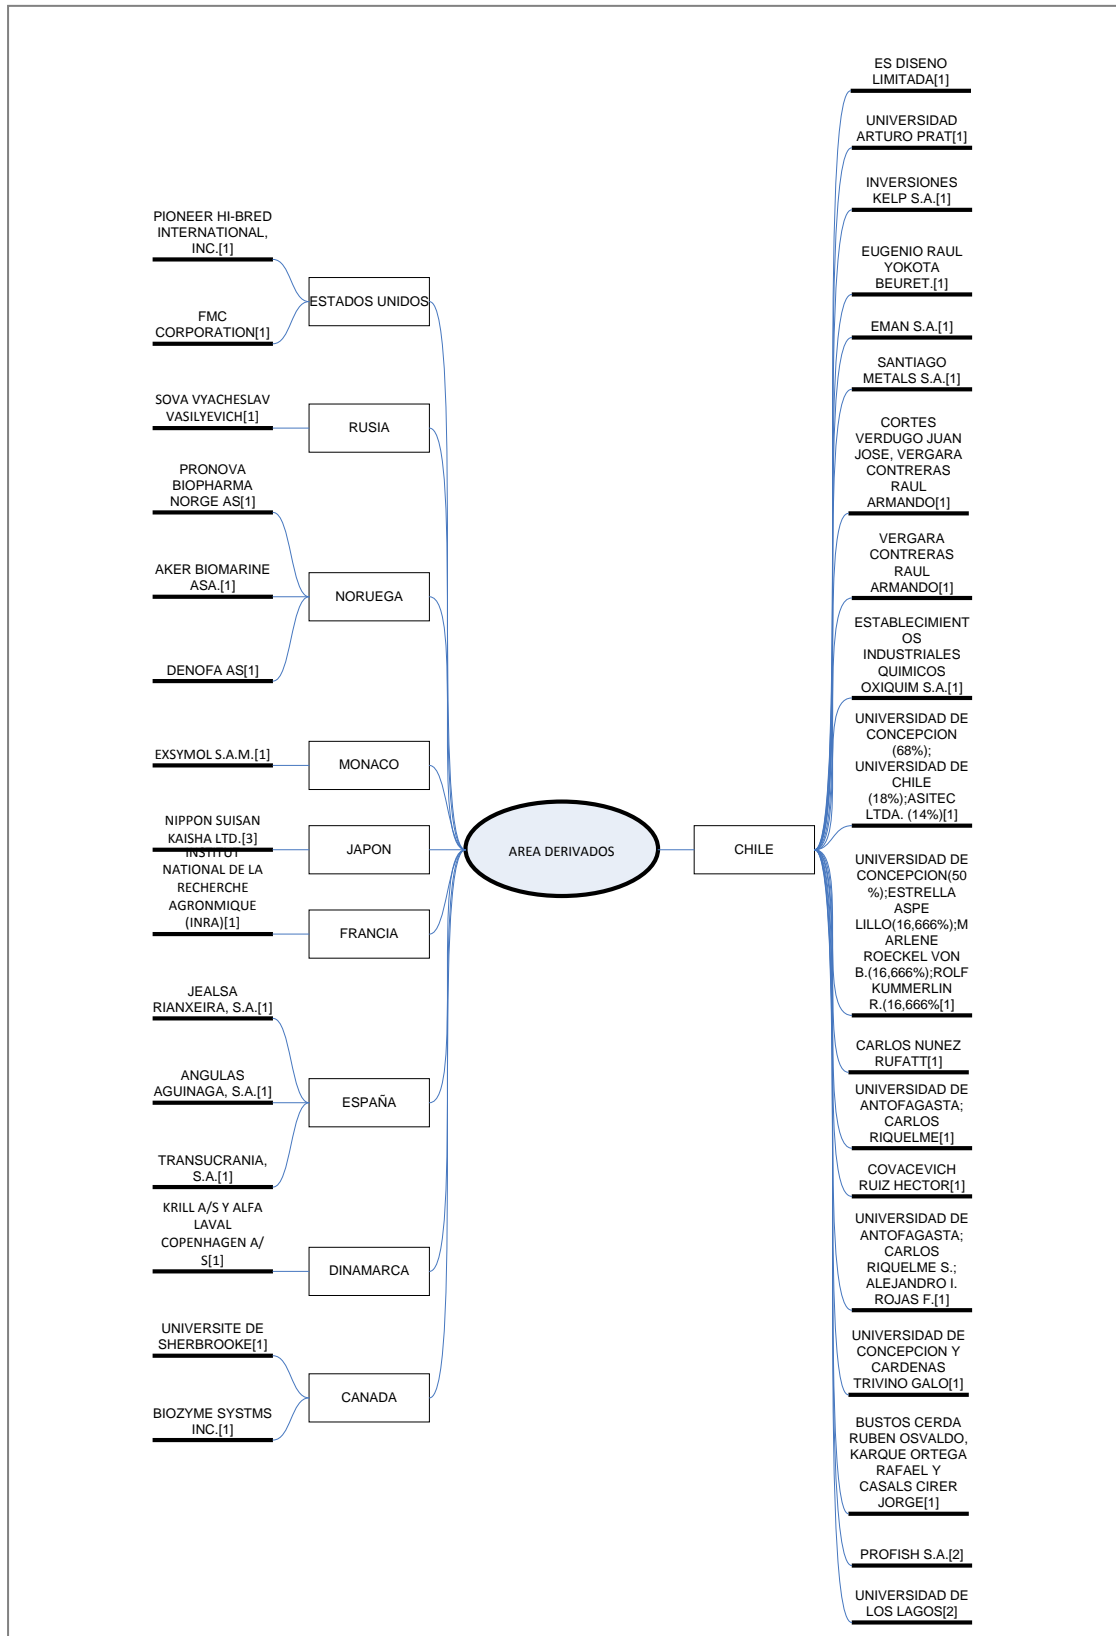 PIONEER HI-BRED
INTERNATIONAL,
INC.[1]
FMC
CORPORATION[1]
ESTADOS UNIDOS
SOVA VYACHESLAV
VASILYEVICH[1]
RUSIA
PRONOVA
BIOPHARMA
NORGE AS[1]
AKER BIOMARINE
ASA.[1]
DENOFA AS[1]
NORUEGA
EXSYMOL S.A.M.[1]
MONACO
NIPPON SUISAN
KAISHA LTD.[3]
JAPON
INSTITUT
NATIONAL DE LA
RECHERCHE
AGRONMIQUE
(INRA)[1]
FRANCIA
JEALSA
RIANXEIRA, S.A.[1]
ANGULAS
AGUINAGA, S.A.[1]
TRANSUCRANIA,
S.A.[1]
ESPAÑA
KRILL A/S Y ALFA
LAVAL
COPENHAGEN A/
S[1]
DINAMARCA
UNIVERSITE DE
SHERBROOKE[1]
BIOZYME SYSTMS
INC.[1]
CANADA
AREA DERIVADOS
CHILE
ES DISENO
LIMITADA[1]
UNIVERSIDAD
ARTURO PRAT[1]
INVERSIONES
KELP S.A.[1]
EUGENIO RAUL
YOKOTA
BEURET.[1]
EMAN S.A.[1]
SANTIAGO
METALS S.A.[1]
CORTES
VERDUGO JUAN
JOSE, VERGARA
CONTRERAS
RAUL
ARMANDO[1]
VERGARA
CONTRERAS
RAUL
ARMANDO[1]
ESTABLECIMIENT
OS
INDUSTRIALES
QUIMICOS
OXIQUIM S.A.[1]
UNIVERSIDAD DE
CONCEPCION
(68%);
UNIVERSIDAD DE
CHILE
(18%);ASITEC
LTDA. (14%)[1]
UNIVERSIDAD DE
CONCEPCION(50
%);ESTRELLA
ASPE
LILLO(16,666%);M
ARLENE
ROECKEL VON
B.(16,666%);ROLF
KUMMERLIN
R.(16,666%[1]
CARLOS NUNEZ
RUFATT[1]
UNIVERSIDAD DE
ANTOFAGASTA;
CARLOS
RIQUELME[1]
COVACEVICH
RUIZ HECTOR[1]
UNIVERSIDAD DE
ANTOFAGASTA;
CARLOS
RIQUELME S.;
ALEJANDRO I.
ROJAS F.[1]
UNIVERSIDAD DE
CONCEPCION Y
CARDENAS
TRIVINO GALO[1]
BUSTOS CERDA
RUBEN OSVALDO,
KARQUE ORTEGA
RAFAEL Y
CASALS CIRER
JORGE[1]
PROFISH S.A.[2]
UNIVERSIDAD DE
LOS LAGOS[2]